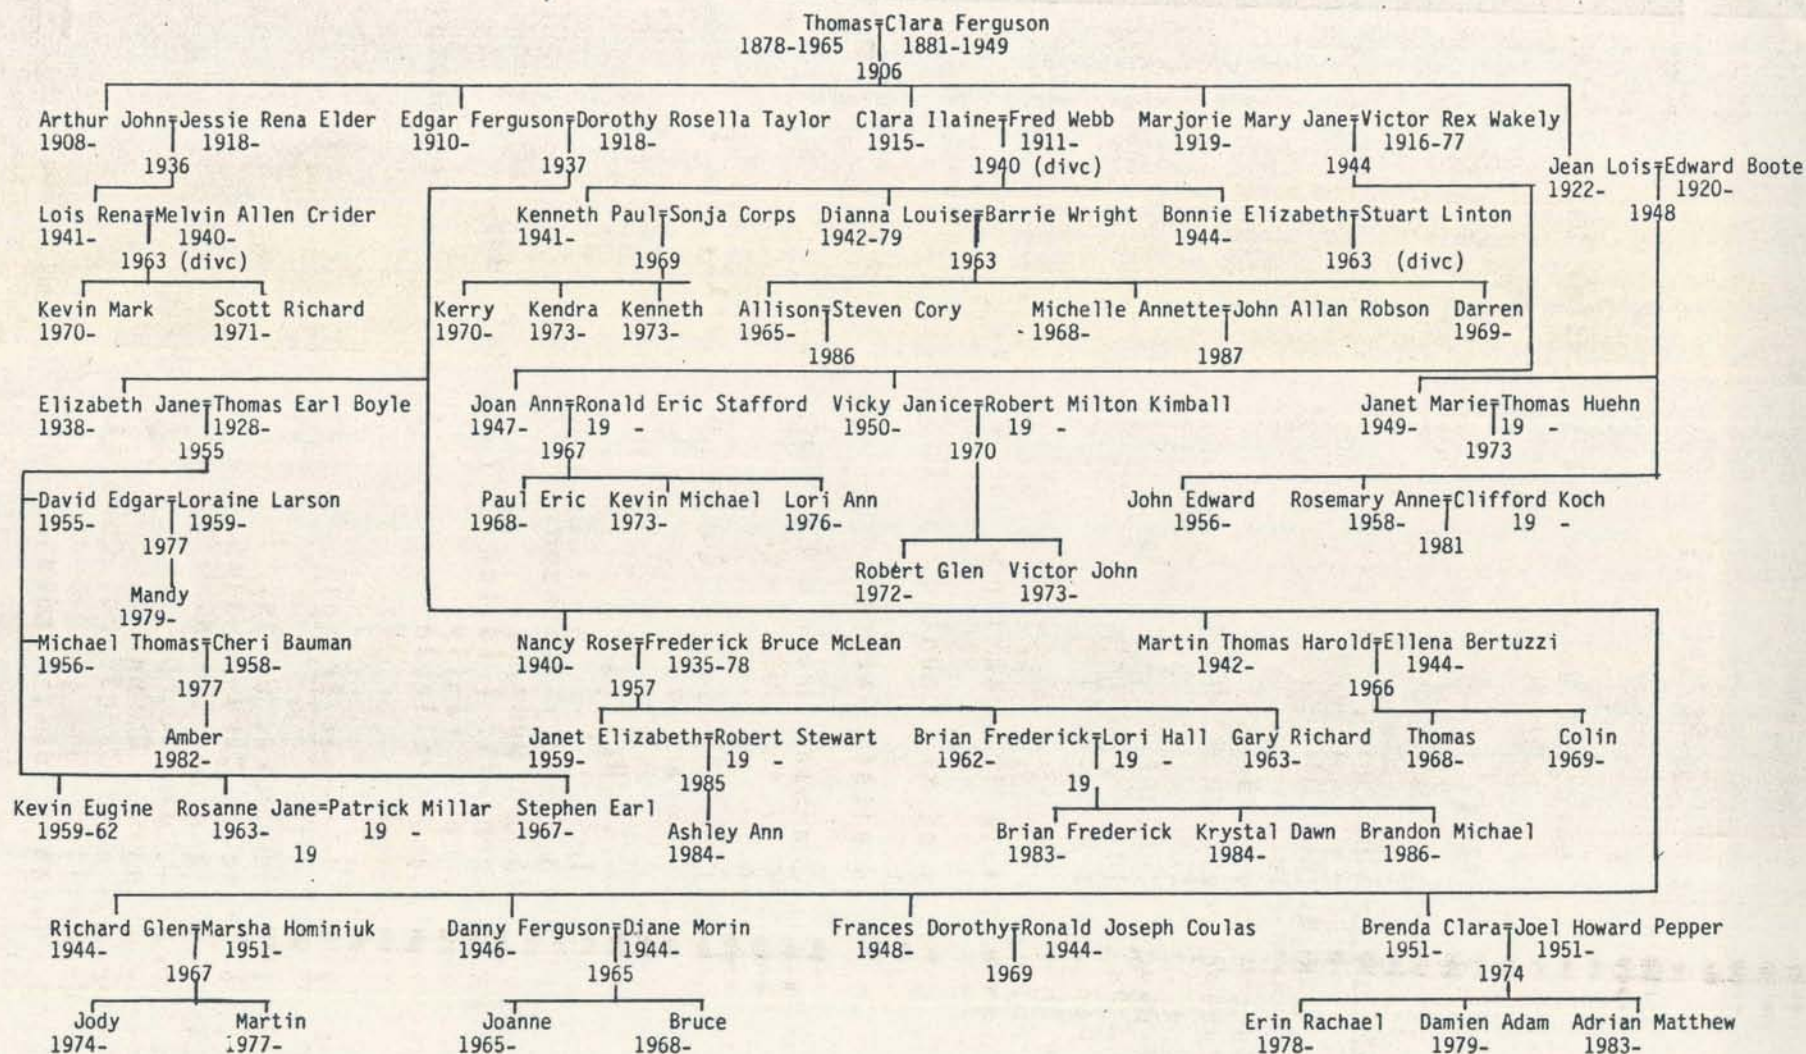 Thomas=Clara Ferguson
1878-1965 1881-1949
1906
Arthur John=Jessie Rena Elder Edgar Ferguson=Dorothy Rosella Taylor Clara Ilaine=Fred Webb Marjorie Mary Jane=Victor Rex Wakely
1908- 1918- 1910- 1918- 1915- 1911- 1919- 1916-77
1936 1937 1940 (divc) 1944 Jean Lois=Edward Boote
1922- 1920-
Lois Rena=Melvin Allen Crider Kenneth Paul=Sonja Corps Dianna Louise=Barrie Wright Bonnie Elizabeth=Stuart Linton 1948
1941- 1940- 1941- 1942-79 1944-
1963 (divc) 1969 1963 1963 (divc)
Kevin Mark Scott Richard Kerry Kendra Kenneth Allison=Steven Cory Michelle Annette=John Allan Robson Darren
1970- 1971- 1970- 1973- 1973- 1965- 1968- 1969-
1986 1987
Elizabeth Jane=Thomas Earl Boyle Joan Ann=Ronald Eric Stafford Vicky Janice=Robert Milton Kimball Janet Marie=Thomas Huehn
1938- 1928- 1947- 19 - 1950- 19 - 1949- 19 -
1955 1967 1970 1973
David Edgar=Loraine Larson Paul Eric Kevin Michael Lori Ann John Edward Rosemary Anne=Clifford Koch
1955- 1959- 1968- 1973- 1976- 1956- 1958- 19 -
1977 1981
Robert Glen Victor John
Mandy 1972- 1973-
1979-
Michael Thomas=Cheri Bauman Nancy Rose=Frederick Bruce McLean Martin Thomas Harold=Ellena Bertuzzi
1956- 1958- 1940- 1935-78 1942- 1944-
1977 1957 1966
Amber Janet Elizabeth=Robert Stewart Brian Frederick=Lori Hall Gary Richard Thomas Colin
1982- 1959- 19 - 1962- 19 - 1963- 1968- 1969-
1985 19
Kevin Eugine Rosanne Jane=Patrick Millar Stephen Earl
1959-62 1963- 19 - 1967- Ashley Ann Brian Frederick Krystal Dawn Brandon Michael
19 1984- 1983- 1984- 1986-
Richard Glen=Marsha Hominiuk Danny Ferguson=Diane Morin Frances Dorothy=Ronald Joseph Coulas Brenda Clara=Joel Howard Pepper
1944- 1951- 1946- 1944- 1948- 1944- 1951- 1951-
1967 1965 1969 1974
Jody Martin Joanne Bruce Erin Rachael Damien Adam Adrian Matthew
1974- 1977- 1965- 1968- 1978- 1979- 1983-